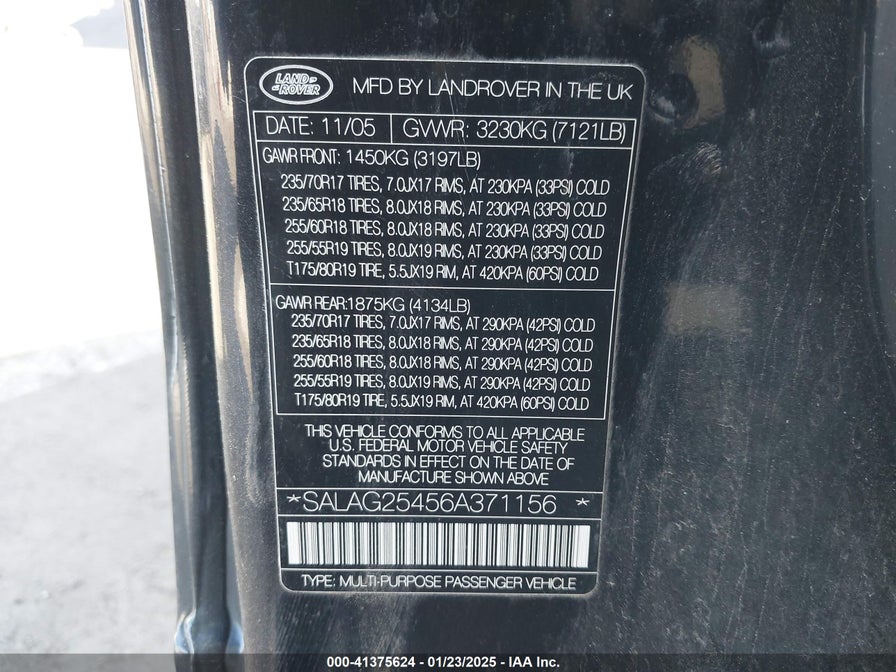 LAND ROVER
MFD BY LANDROVER IN THE UK
DATE: 11/05 GVWR: 3230KG (7121LB)
GAWR FRONT: 1450KG (3197LB)
235/70R17 TIRES, 7.0JX17 RIMS, AT 230KPA (33PSI) COLD
235/65R18 TIRES, 8.0JX18 RIMS, AT 230KPA (33PSI) COLD
255/60R18 TIRES, 8.0JX18 RIMS, AT 230KPA (33PSI) COLD
255/55R19 TIRES, 8.0JX19 RIMS, AT 230KPA (33PSI) COLD
T175/80R19 TIRE, 5.5JX19 RIM, AT 420KPA (60PSI) COLD
GAWR REAR:1875KG (4134LB)
235/70R17 TIRES, 7.0JX17 RIMS, AT 290KPA (42PSI) COLD
235/65R18 TIRES, 8.0JX18 RIMS, AT 290KPA (42PSI) COLD
255/60R18 TIRES, 8.0JX18 RIMS, AT 290KPA (42PSI) COLD
255/55R19 TIRES, 8.0JX19 RIMS, AT 290KPA (42PSI) COLD
T175/80R19 TIRE, 5.5JX19 RIM, AT 420KPA (60PSI) COLD
THIS VEHICLE CONFORMS TO ALL APPLICABLE
U.S. FEDERAL MOTOR VEHICLE SAFETY
STANDARDS IN EFFECT ON THE DATE OF
MANUFACTURE SHOWN ABOVE
*SALAG25456A371156 *
TYPE: MULTI-PURPOSE PASSENGER VEHICLE
000-41375624 - 01/23/2025 - IAA Inc.